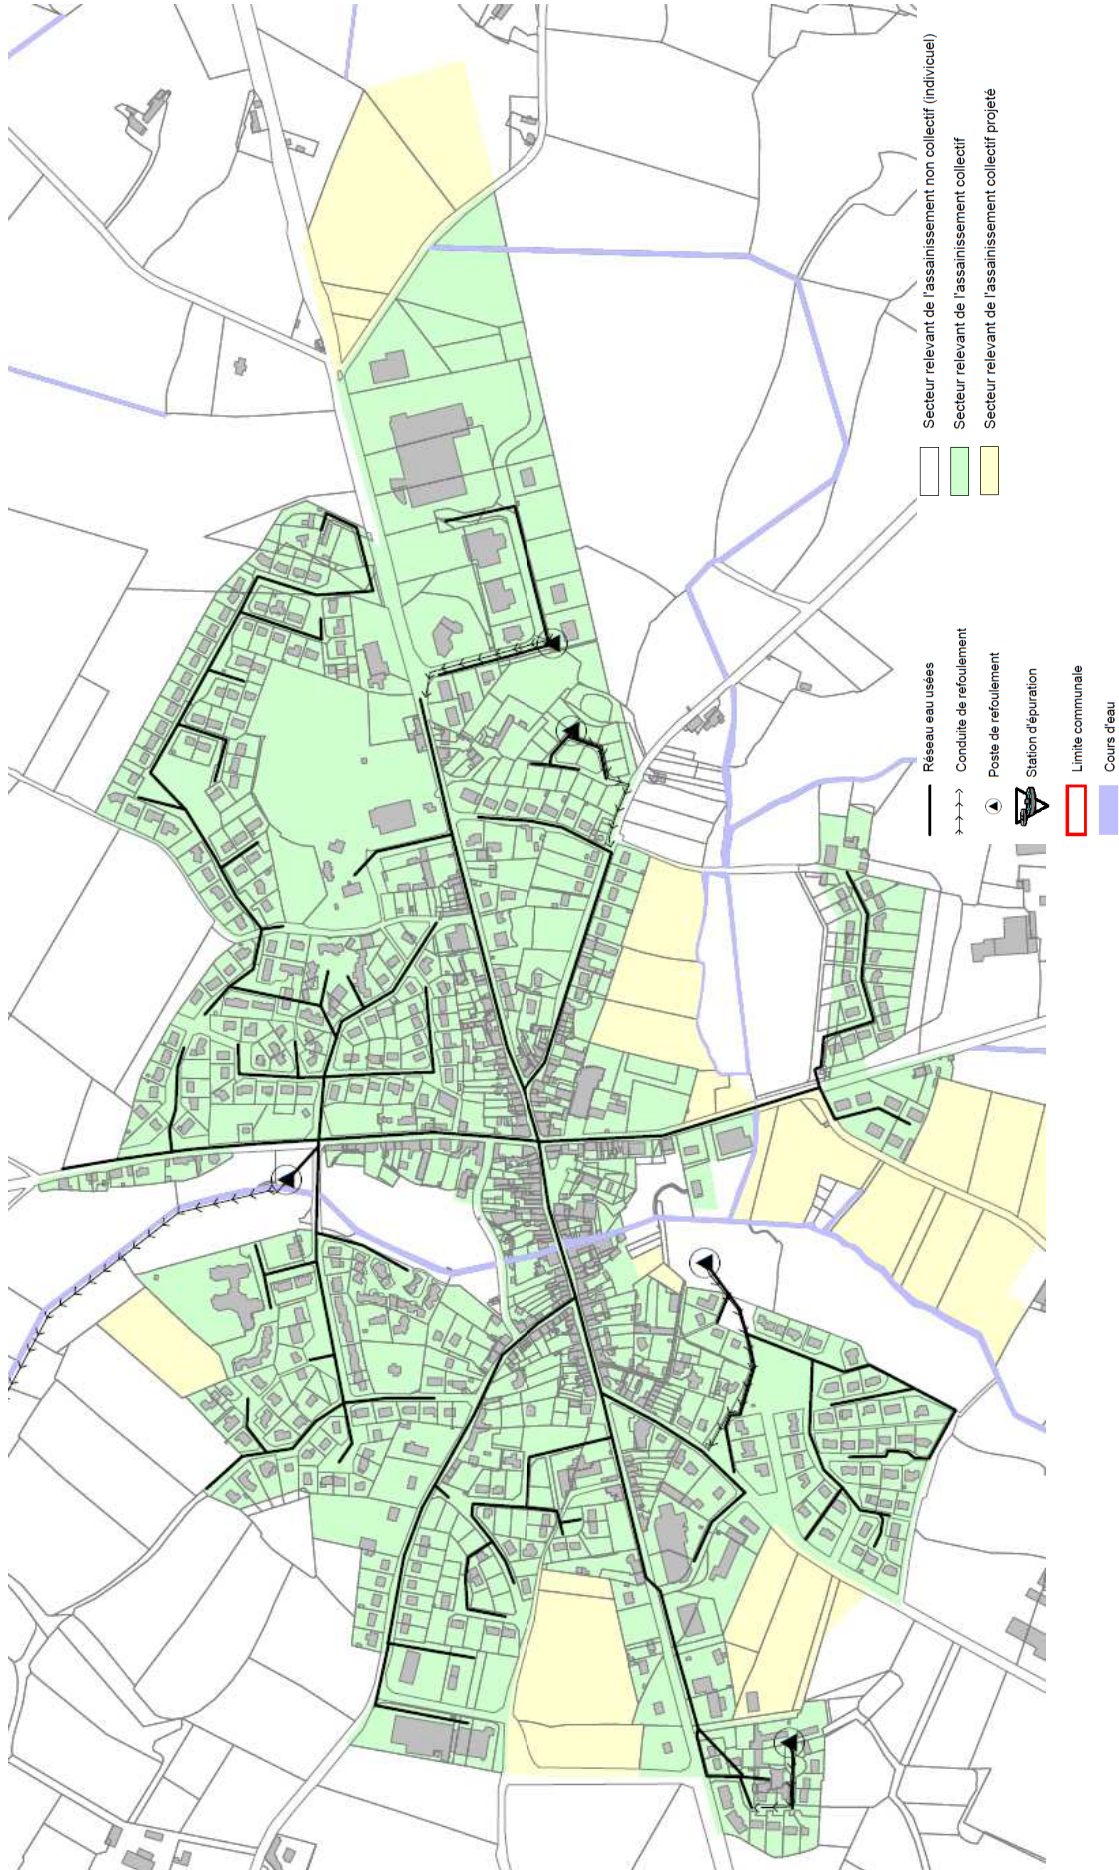 Secteur relevant de l'assainissement non collectif (indivicuel)
Secteur relevant de l'assainissement collectif
Secteur relevant de l'assainissement collectif projeté
Réseau eau usées
Conduite de refoulement
Poste de refoulement
Station d'épuration
Limite communale
Cours d'eau